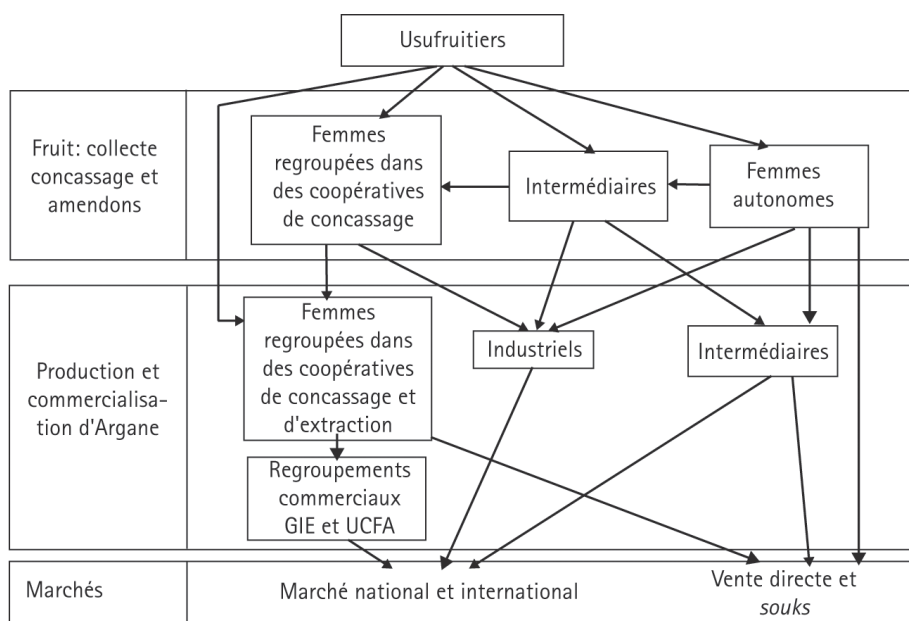 Usufruitiers
Fruit: collecte
concassage et
amendons
Femmes
regroupées dans
des coopératives
de concassage
Intermédiaires
Femmes
autonomes
Production et
commercialisa-
tion d'Argane
Femmes
regroupées dans
des coopératives
de concassage et
d'extraction
Industriels
Intermédiaires
Regroupements
commerciaux
GIE et UCFA
Marchés
Marché national et international
Vente directe et
souks